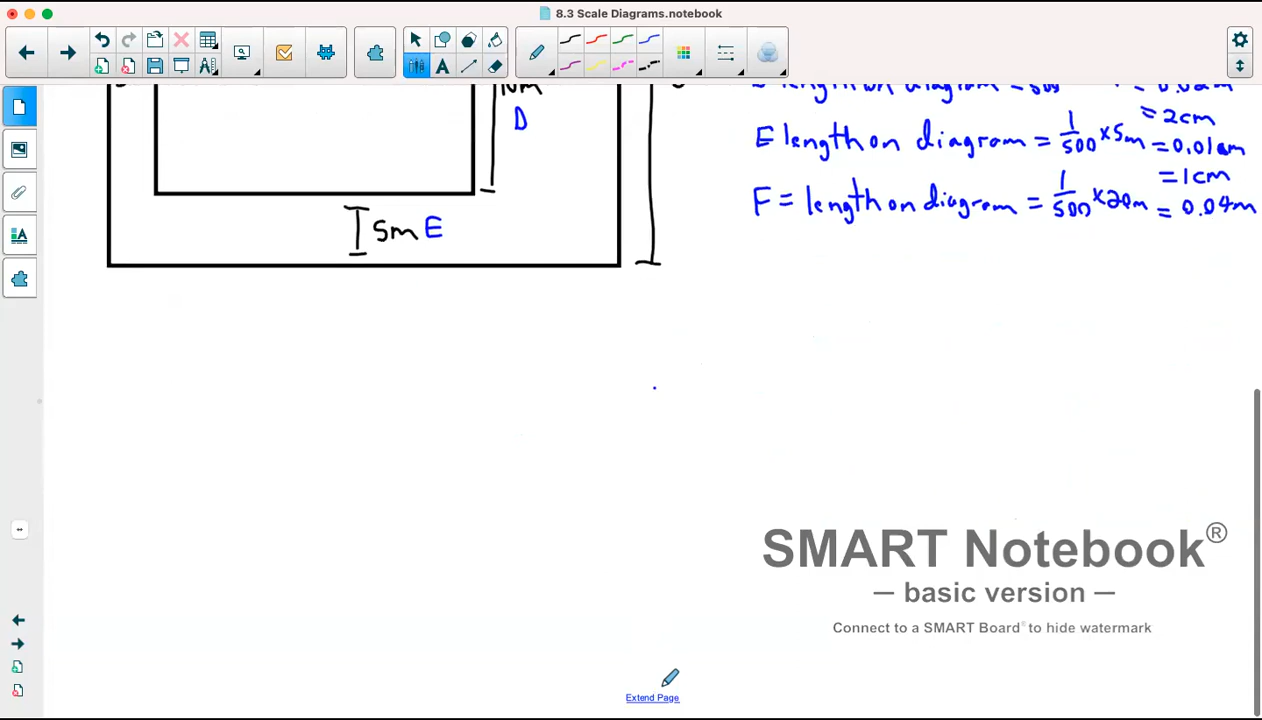 8.3 Scale Diagrams.notebook
D
= 2cm
E length on diagram = 1/500 × 5m = 0.01m
= 1cm
F = length on diagram = 1/500 × 20m = 0.04m
5m E
SMART Notebook®
— basic version —
Connect to a SMART Board® to hide watermark
Extend Page